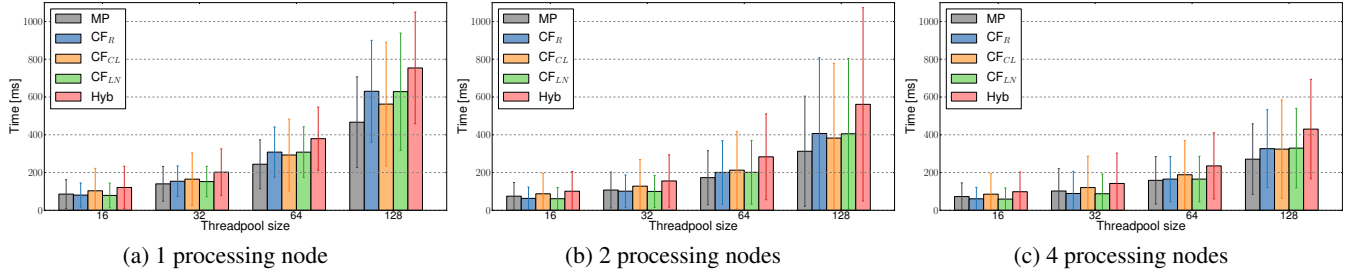 1000
800
600
400
200
0
Time [ms]
MP
CF_R
CF_CL
CF_LN
Hyb
16 32 64 128
Threadpool size
(a) 1 processing node
1000
800
600
400
200
0
Time [ms]
MP
CF_R
CF_CL
CF_LN
Hyb
16 32 64 128
Threadpool size
(b) 2 processing nodes
1000
800
600
400
200
0
Time [ms]
MP
CF_R
CF_CL
CF_LN
Hyb
16 32 64 128
Threadpool size
(c) 4 processing nodes